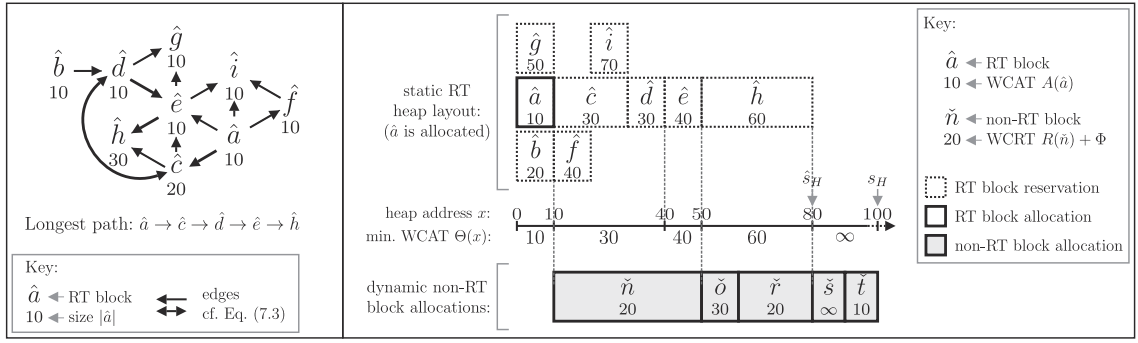 ĝ
10
b̂
10
d̂
10
î
10
ê
10
f̂
10
ĥ
30
â
10
ĉ
20
Longest path: â → ĉ → d̂ → ê → ĥ
Key:
â ← RT block
10 ← size |â|
edges
cf. Eq. (7.3)
static RT
heap layout:
(â is allocated)
ĝ
50
î
70
â
10
ĉ
30
d̂
30
ê
40
ĥ
60
b̂
20
f̂
40
ŝ_H
s_H
heap address x:
0 10 40 50 80 100
min. WCAT Θ(x):
10 30 40 60 ∞
dynamic non-RT
block allocations:
ň
20
ǒ
30
ř
20
š
∞
ť
10
Key:
â ← RT block
10 ← WCAT A(â)
ň ← non-RT block
20 ← WCRT R(ň) + Φ
RT block reservation
RT block allocation
non-RT block allocation